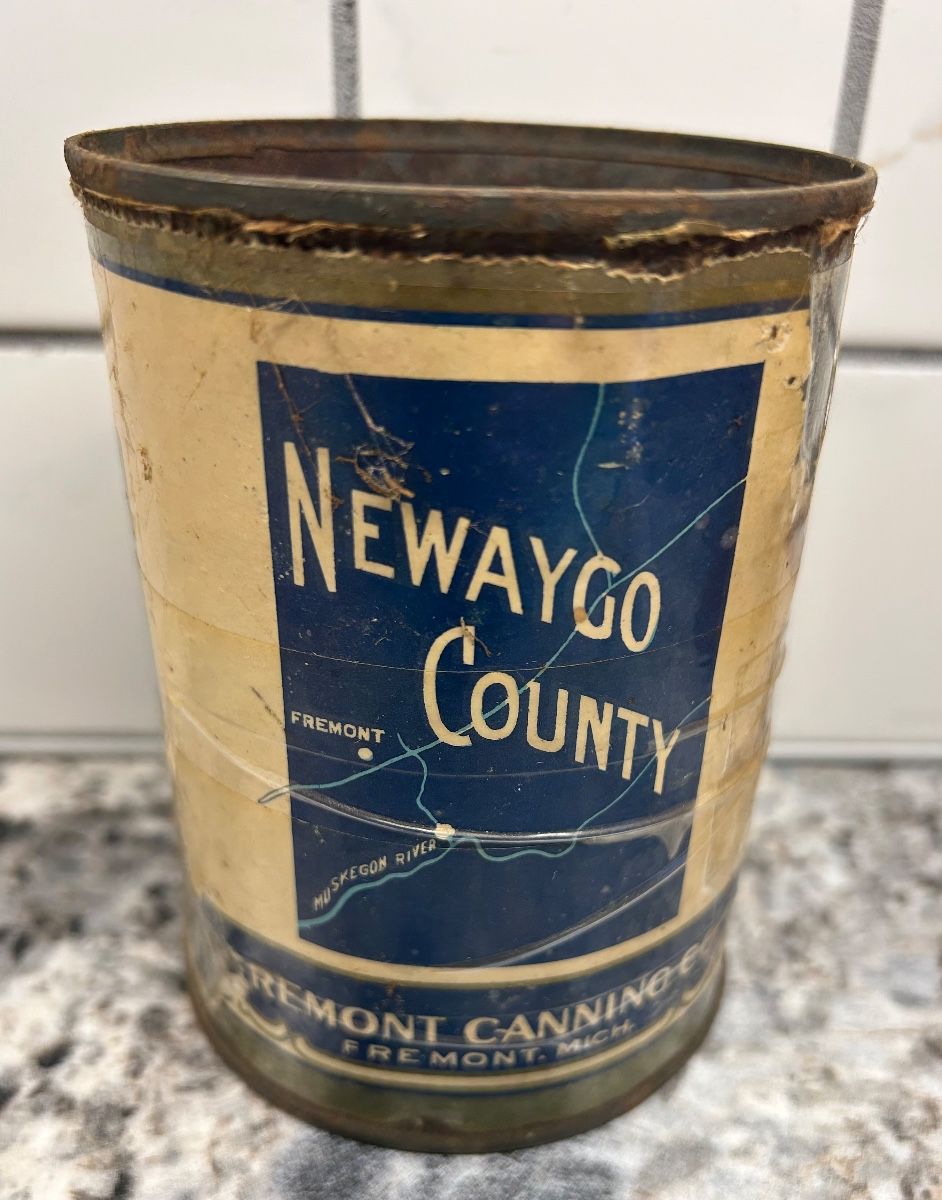 NEWAYGO
COUNTY
FREMONT
MUSKEGON RIVER
FREMONT CANNING CO
FREMONT, MICH.